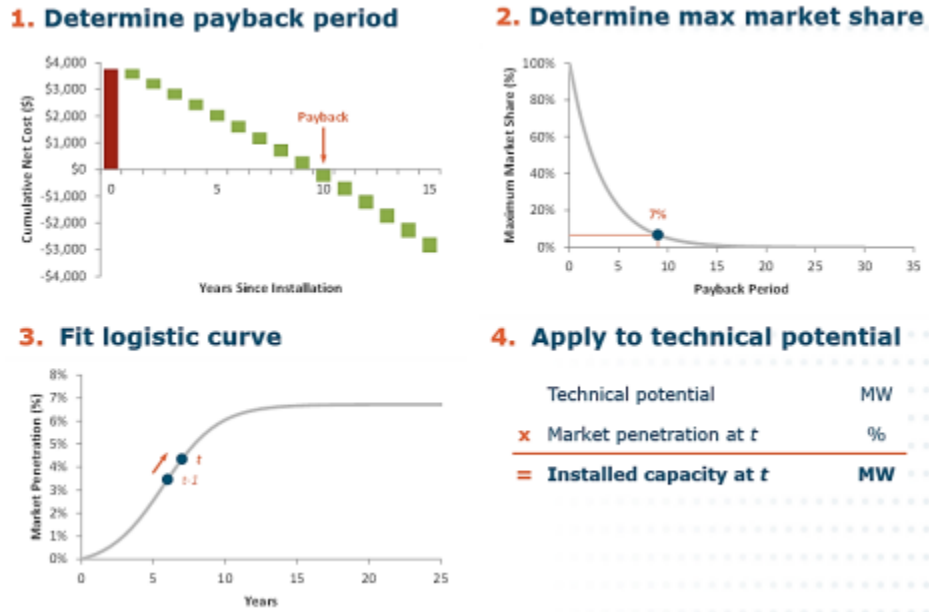 1. Determine payback period
$4,000
$3,000
$2,000
$1,000
$0
-$1,000
-$2,000
-$3,000
-$4,000
Cumulative Net Cost ($)
Payback
0 5 10 15
Years Since Installation
2. Determine max market share
100%
80%
60%
40%
20%
0%
Maximum Market Share (%)
7%
0 5 10 15 20 25 30 35
Payback Period
3. Fit logistic curve
8%
7%
6%
5%
4%
3%
2%
1%
0%
Market Penetration (%)
t
t-1
0 5 10 15 20 25
Years
4. Apply to technical potential
Technical potential MW
x Market penetration at t %
= Installed capacity at t MW